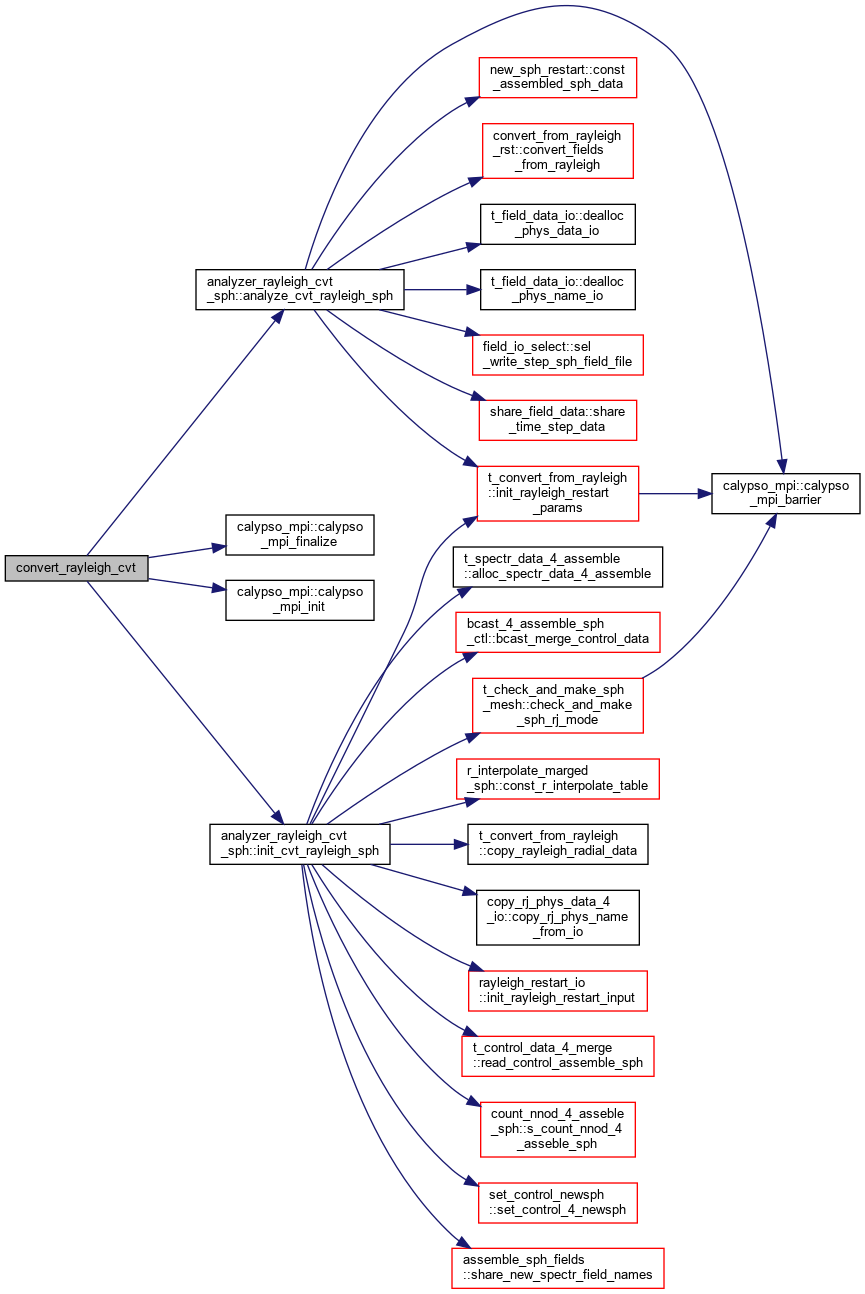 new_sph_restart::const
_assembled_sph_data
convert_from_rayleigh
_rst::convert_fields
_from_rayleigh
t_field_data_io::dealloc
_phys_data_io
analyzer_rayleigh_cvt
_sph::analyze_cvt_rayleigh_sph
t_field_data_io::dealloc
_phys_name_io
field_io_select::sel
_write_step_sph_field_file
share_field_data::share
_time_step_data
t_convert_from_rayleigh
::init_rayleigh_restart
_params
calypso_mpi::calypso
_mpi_barrier
convert_rayleigh_cvt
calypso_mpi::calypso
_mpi_finalize
calypso_mpi::calypso
_mpi_init
t_spectr_data_4_assemble
::alloc_spectr_data_4_assemble
bcast_4_assemble_sph
_ctl::bcast_merge_control_data
t_check_and_make_sph
_mesh::check_and_make
_sph_rj_mode
r_interpolate_marged
_sph::const_r_interpolate_table
analyzer_rayleigh_cvt
_sph::init_cvt_rayleigh_sph
t_convert_from_rayleigh
::copy_rayleigh_radial_data
copy_rj_phys_data_4
_io::copy_rj_phys_name
_from_io
rayleigh_restart_io
::init_rayleigh_restart_input
t_control_data_4_merge
::read_control_assemble_sph
count_nnod_4_asseble
_sph::s_count_nnod_4
_asseble_sph
set_control_newsph
::set_control_4_newsph
assemble_sph_fields
::share_new_spectr_field_names